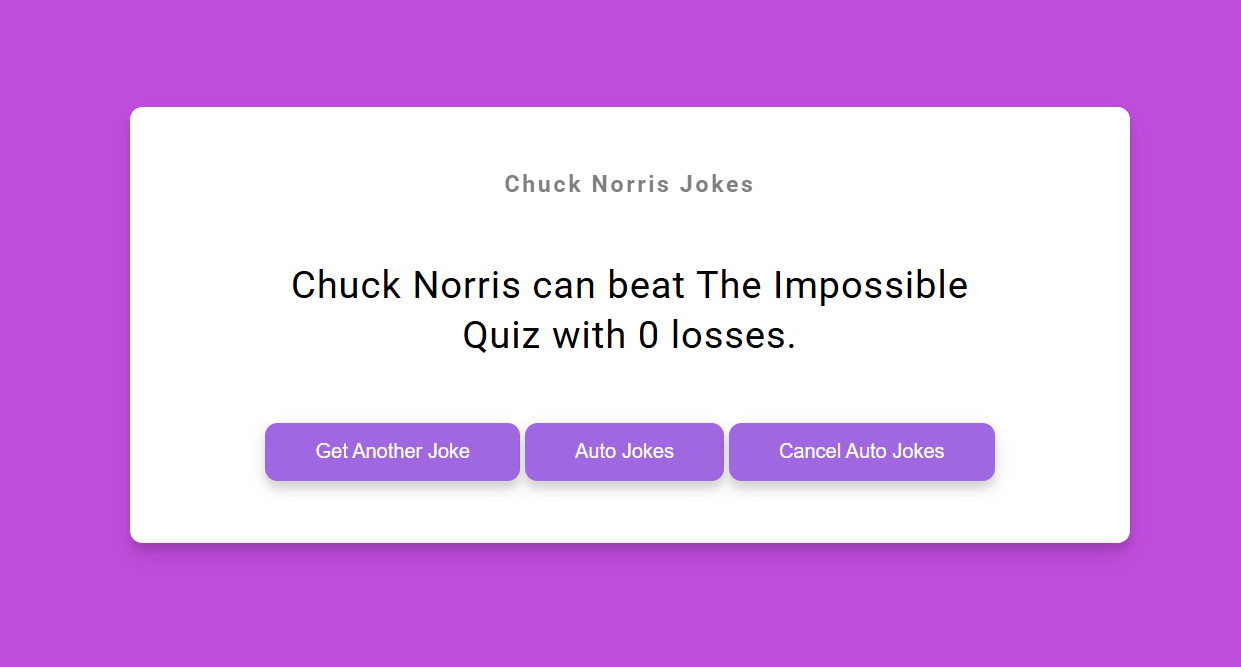 Chuck Norris Jokes
Chuck Norris can beat The Impossible
Quiz with 0 losses.
Get Another Joke
Auto Jokes
Cancel Auto Jokes